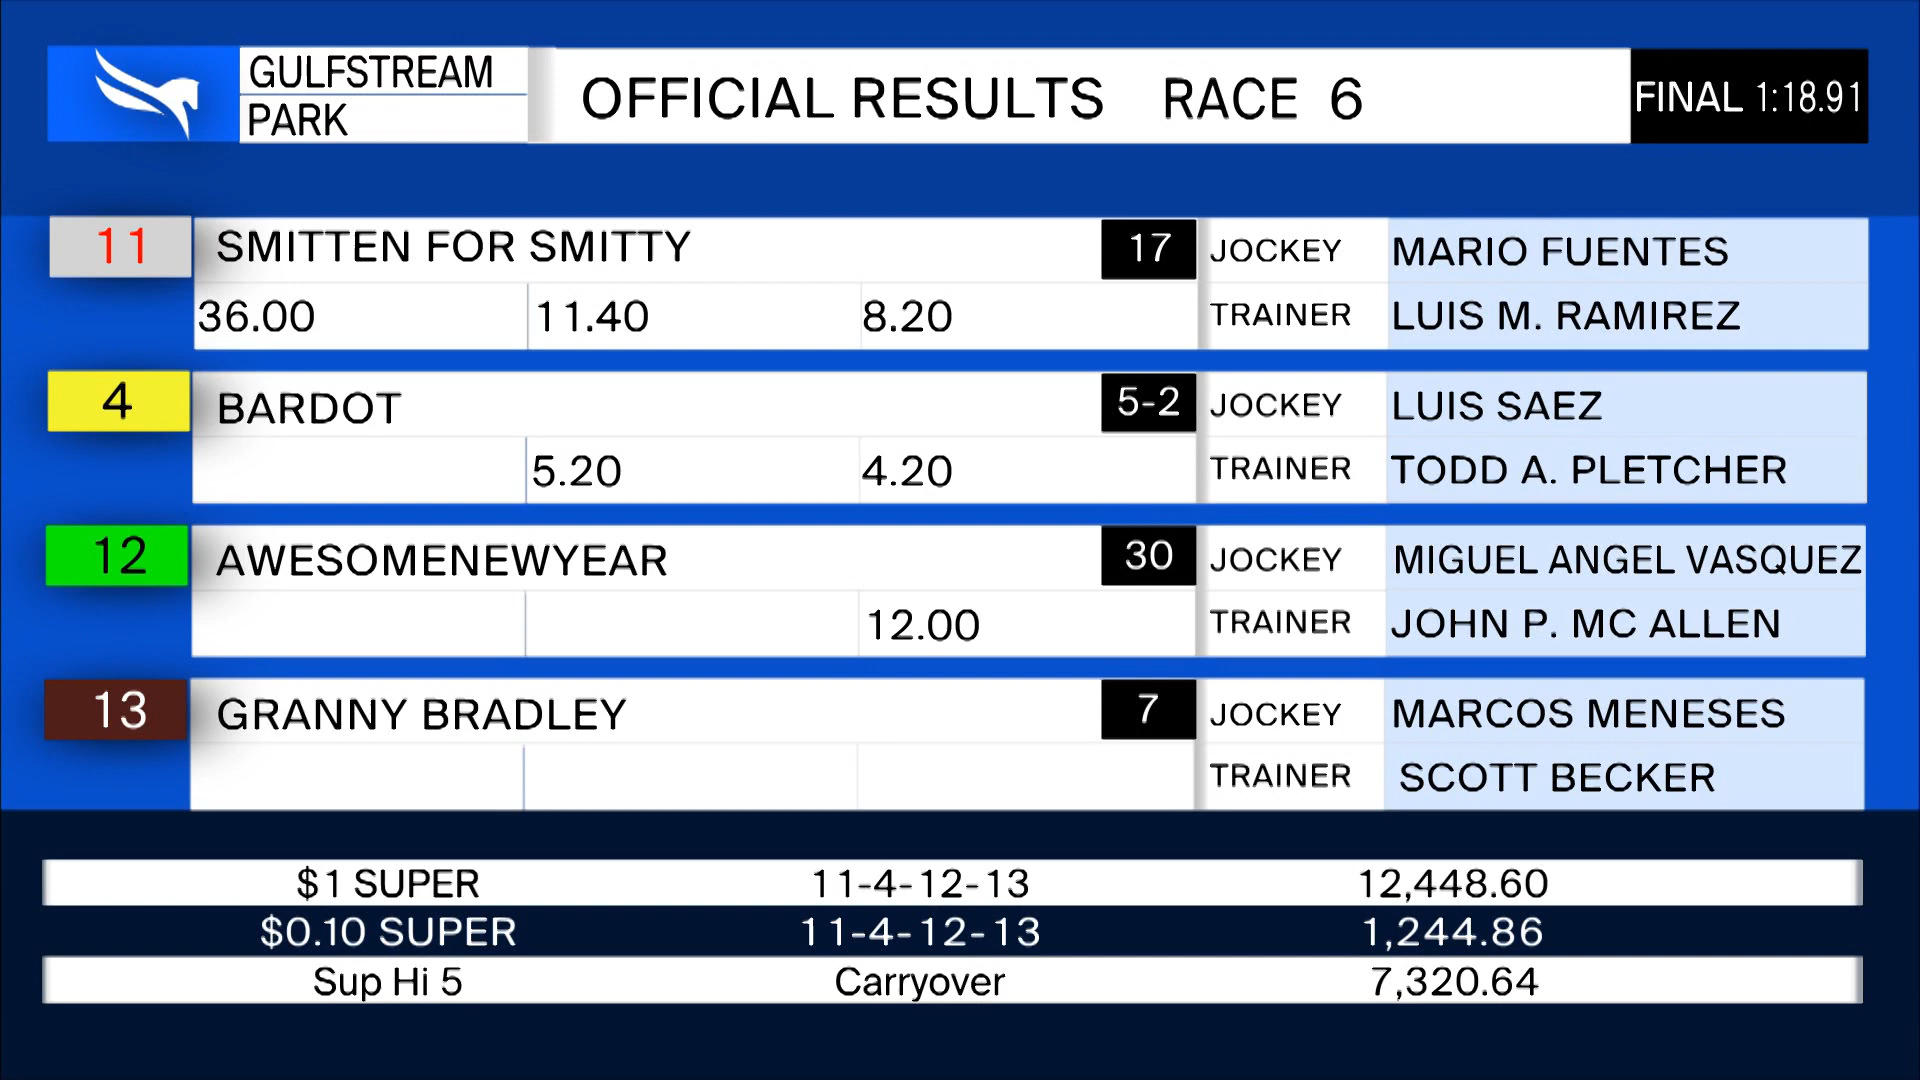 GULFSTREAM
PARK
OFFICIAL RESULTS RACE 6
FINAL 1:18.91
11 SMITTEN FOR SMITTY 17 JOCKEY MARIO FUENTES
36.00 11.40 8.20 TRAINER LUIS M. RAMIREZ
4 BARDOT 5-2 JOCKEY LUIS SAEZ
5.20 4.20 TRAINER TODD A. PLETCHER
12 AWESOMENEWYEAR 30 JOCKEY MIGUEL ANGEL VASQUEZ
12.00 TRAINER JOHN P. MC ALLEN
13 GRANNY BRADLEY 7 JOCKEY MARCOS MENESES
TRAINER SCOTT BECKER
$1 SUPER 11-4-12-13 12,448.60
$0.10 SUPER 11-4-12-13 1,244.86
Sup Hi 5 Carryover 7,320.64